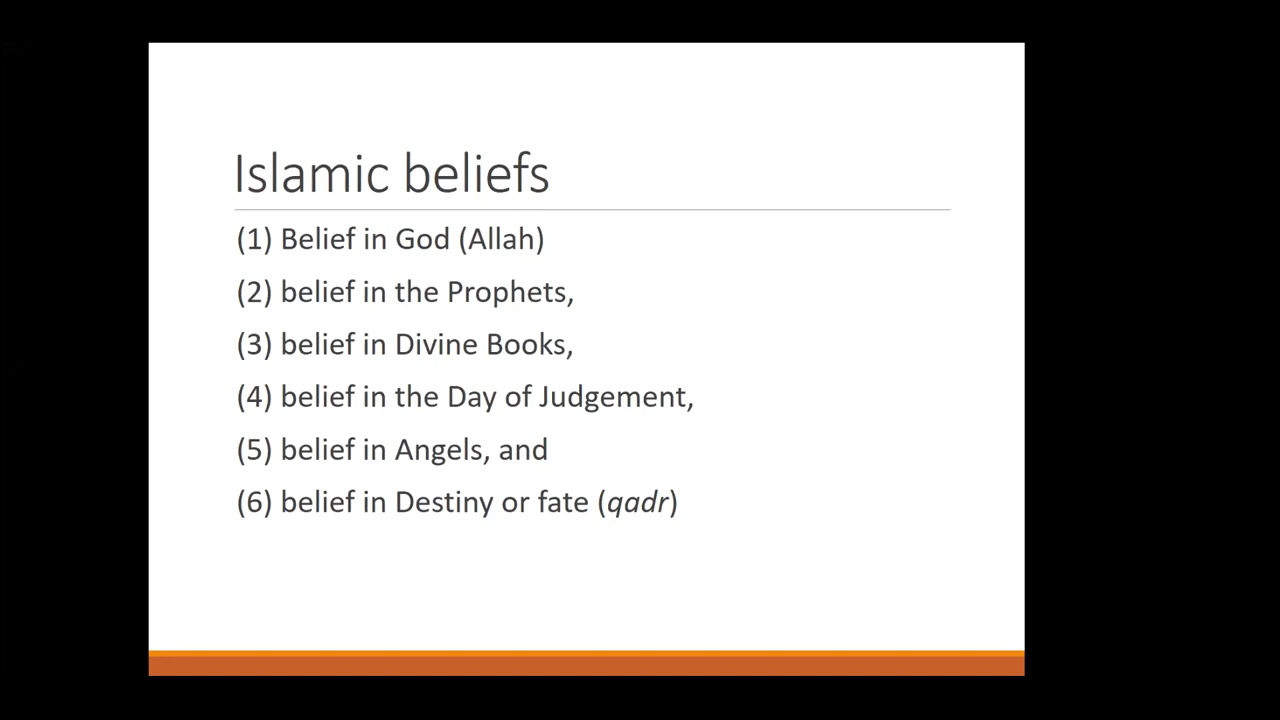 Islamic beliefs
(1) Belief in God (Allah)
(2) belief in the Prophets,
(3) belief in Divine Books,
(4) belief in the Day of Judgement,
(5) belief in Angels, and
(6) belief in Destiny or fate (qadr)